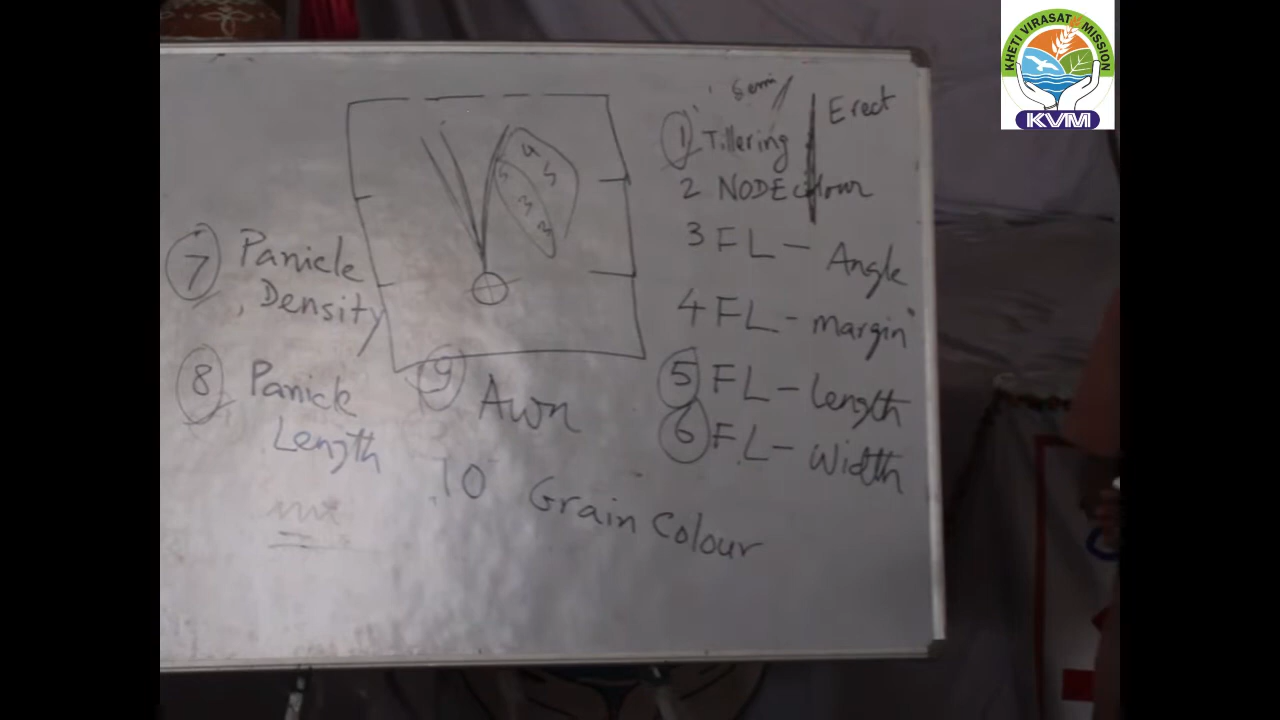 Semi
Erect
1 Tillering
2 NODE colour
3 FL - Angle
4 FL - margin
5 FL - Length
6 FL - Width
7 Panicle
Density
8 Panicle
Length
9 Awn
10 Grain Colour
KHETI VIRASAT MISSION
KVM